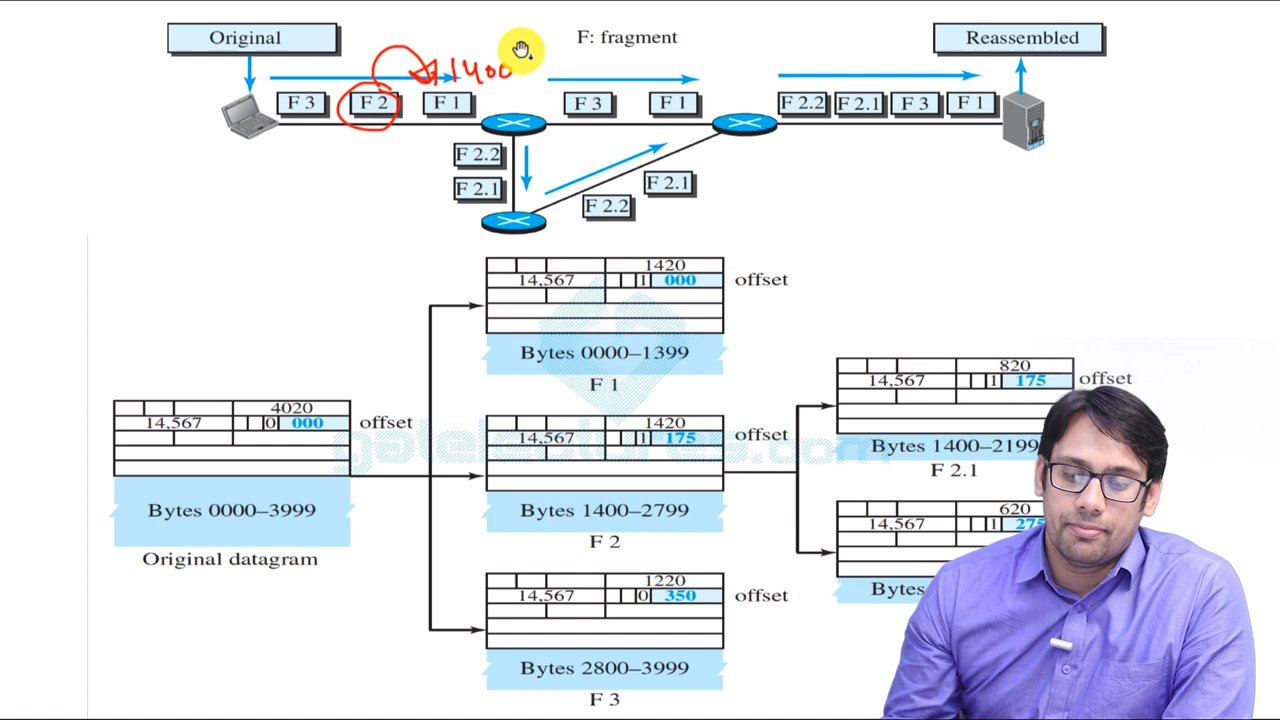 Original
F: fragment
Reassembled
1400
F 3
F 2
F 1
F 3
F 1
F 2.2
F 2.1
F 3
F 1
F 2.2
F 2.1
F 2.1
F 2.2
1420
14,567
1
000
offset
Bytes 0000–1399
F 1
4020
14,567
0
000
offset
Bytes 0000–3999
Original datagram
1420
14,567
1
175
offset
Bytes 1400–2799
F 2
1220
14,567
0
350
offset
Bytes 2800–3999
F 3
820
14,567
1
175
offset
Bytes 1400–2199
F 2.1
620
14,567
1
275
Bytes
gatelectures.com